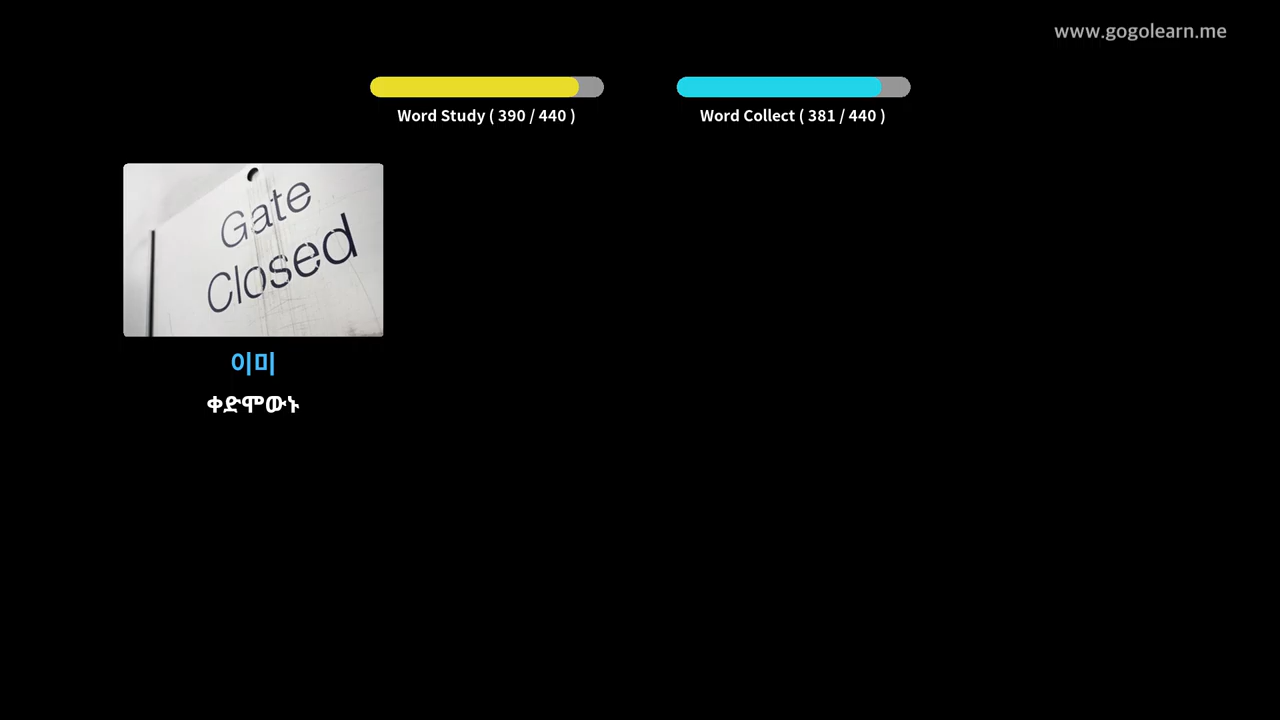 www.gogolearn.me
Word Study ( 390 / 440 )
Word Collect ( 381 / 440 )
Gate
Closed
이미
ቀድሞውኑ